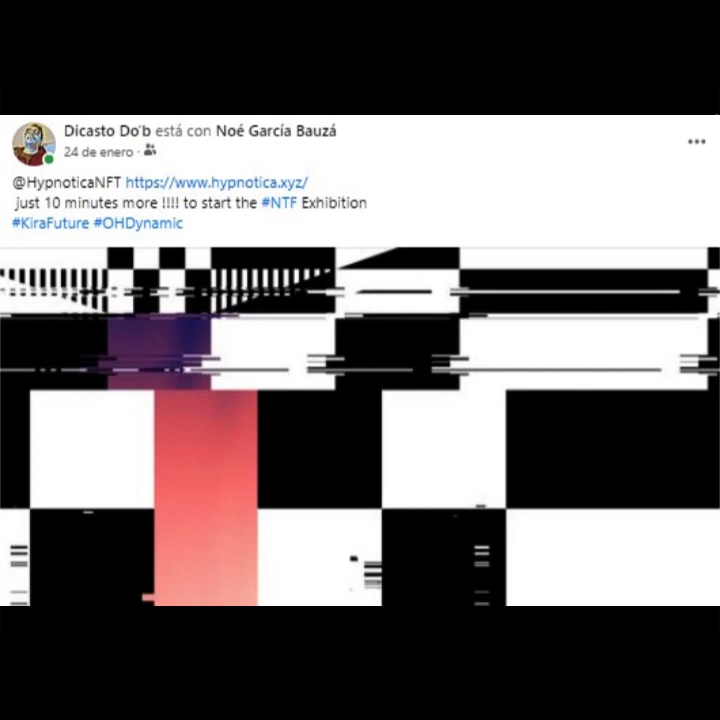 Dicasto Do'b está con Noé García Bauzá
24 de enero ·
@HypnoticaNFT https://www.hypnotica.xyz/
just 10 minutes more !!!! to start the #NTF Exhibition
#KiraFuture #OHDynamic